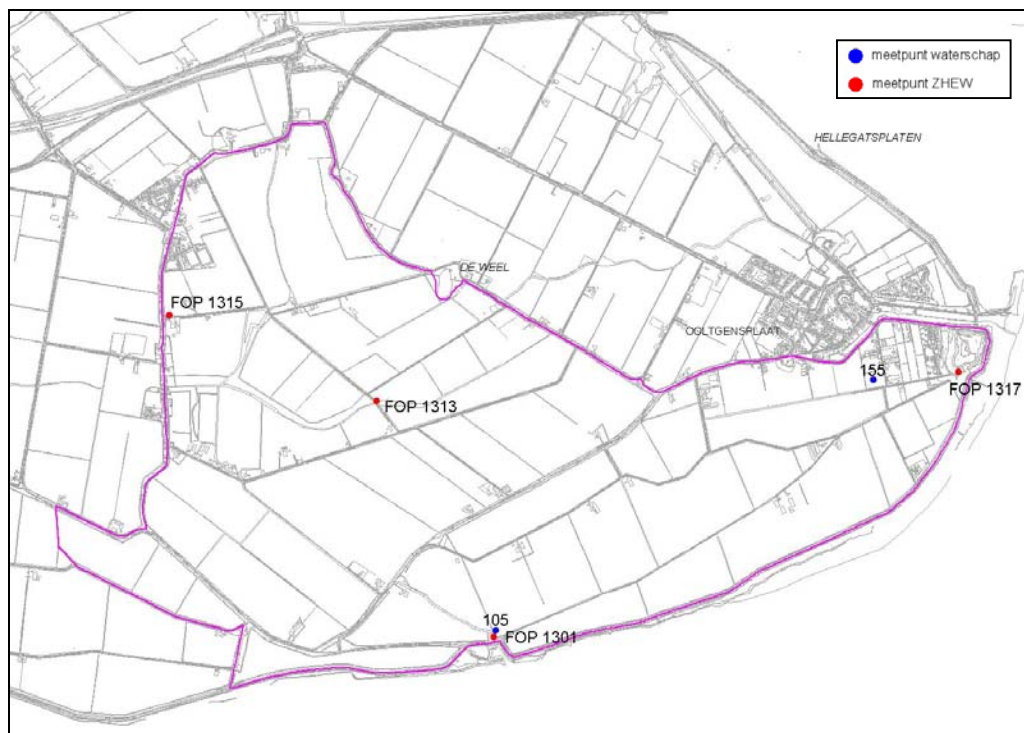 meetpunt waterschap
meetpunt ZHEW
HELLEGATSPLATEN
DE WEEL
FOP 1315
OOLTGENSPLAAT
155
FOP 1317
FOP 1313
105
FOP 1301